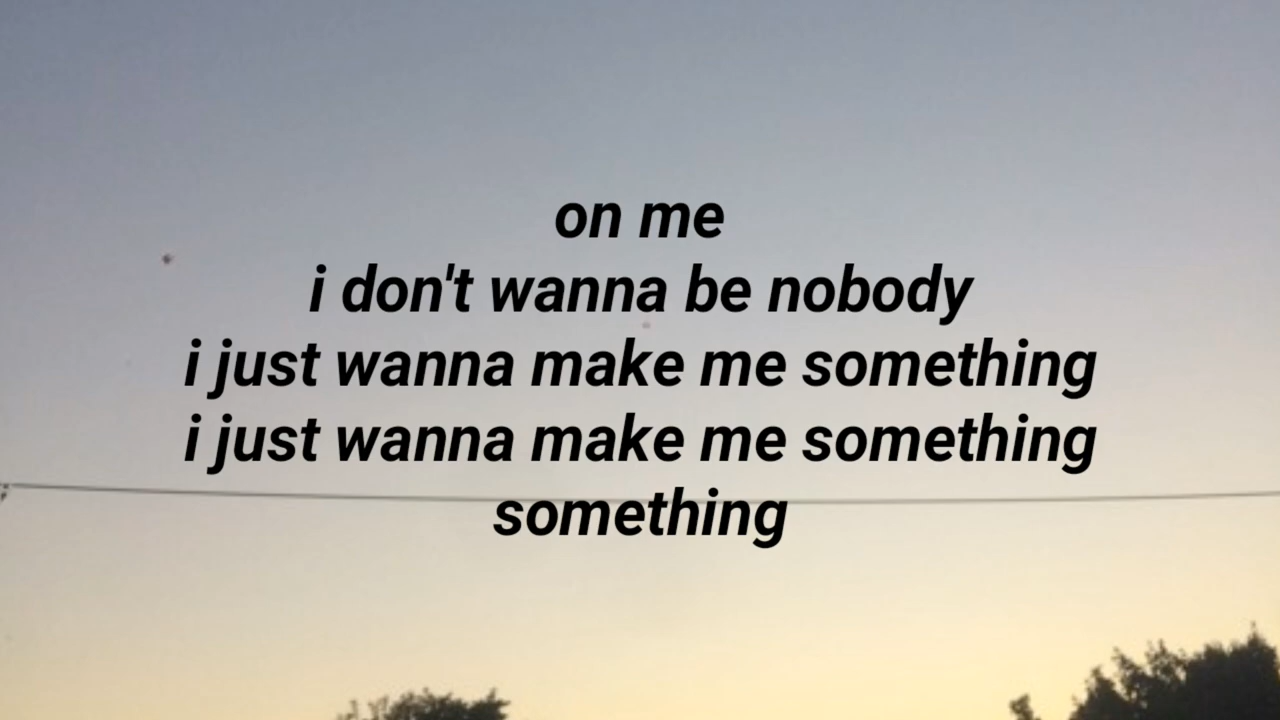 on me
i don't wanna be nobody
i just wanna make me something
i just wanna make me something
something